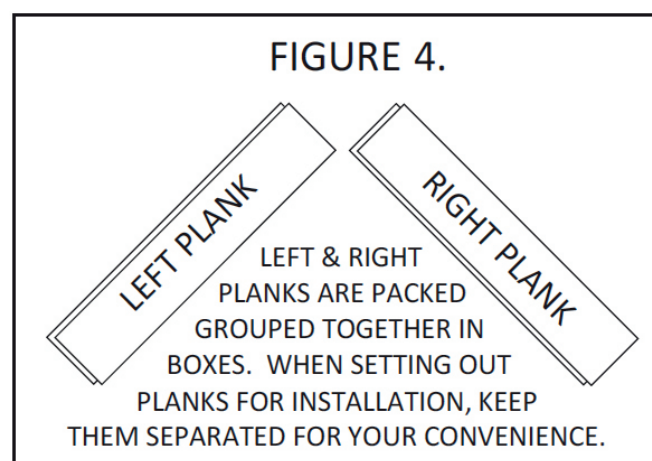 FIGURE 4.
LEFT PLANK
RIGHT PLANK
LEFT & RIGHT
PLANKS ARE PACKED
GROUPED TOGETHER IN
BOXES.  WHEN SETTING OUT
PLANKS FOR INSTALLATION, KEEP
THEM SEPARATED FOR YOUR CONVENIENCE.